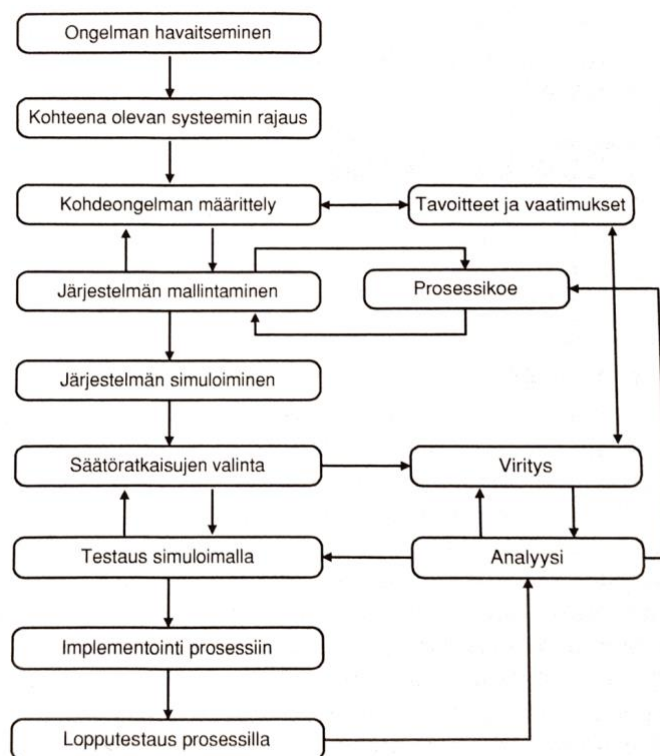 Ongelman havaitseminen
Kohteena olevan systeemin rajaus
Kohdeongelman määrittely
Tavoitteet ja vaatimukset
Järjestelmän mallintaminen
Prosessikoe
Järjestelmän simuloiminen
Säätöratkaisujen valinta
Viritys
Testaus simuloimalla
Analyysi
Implementointi prosessiin
Lopputestaus prosessilla